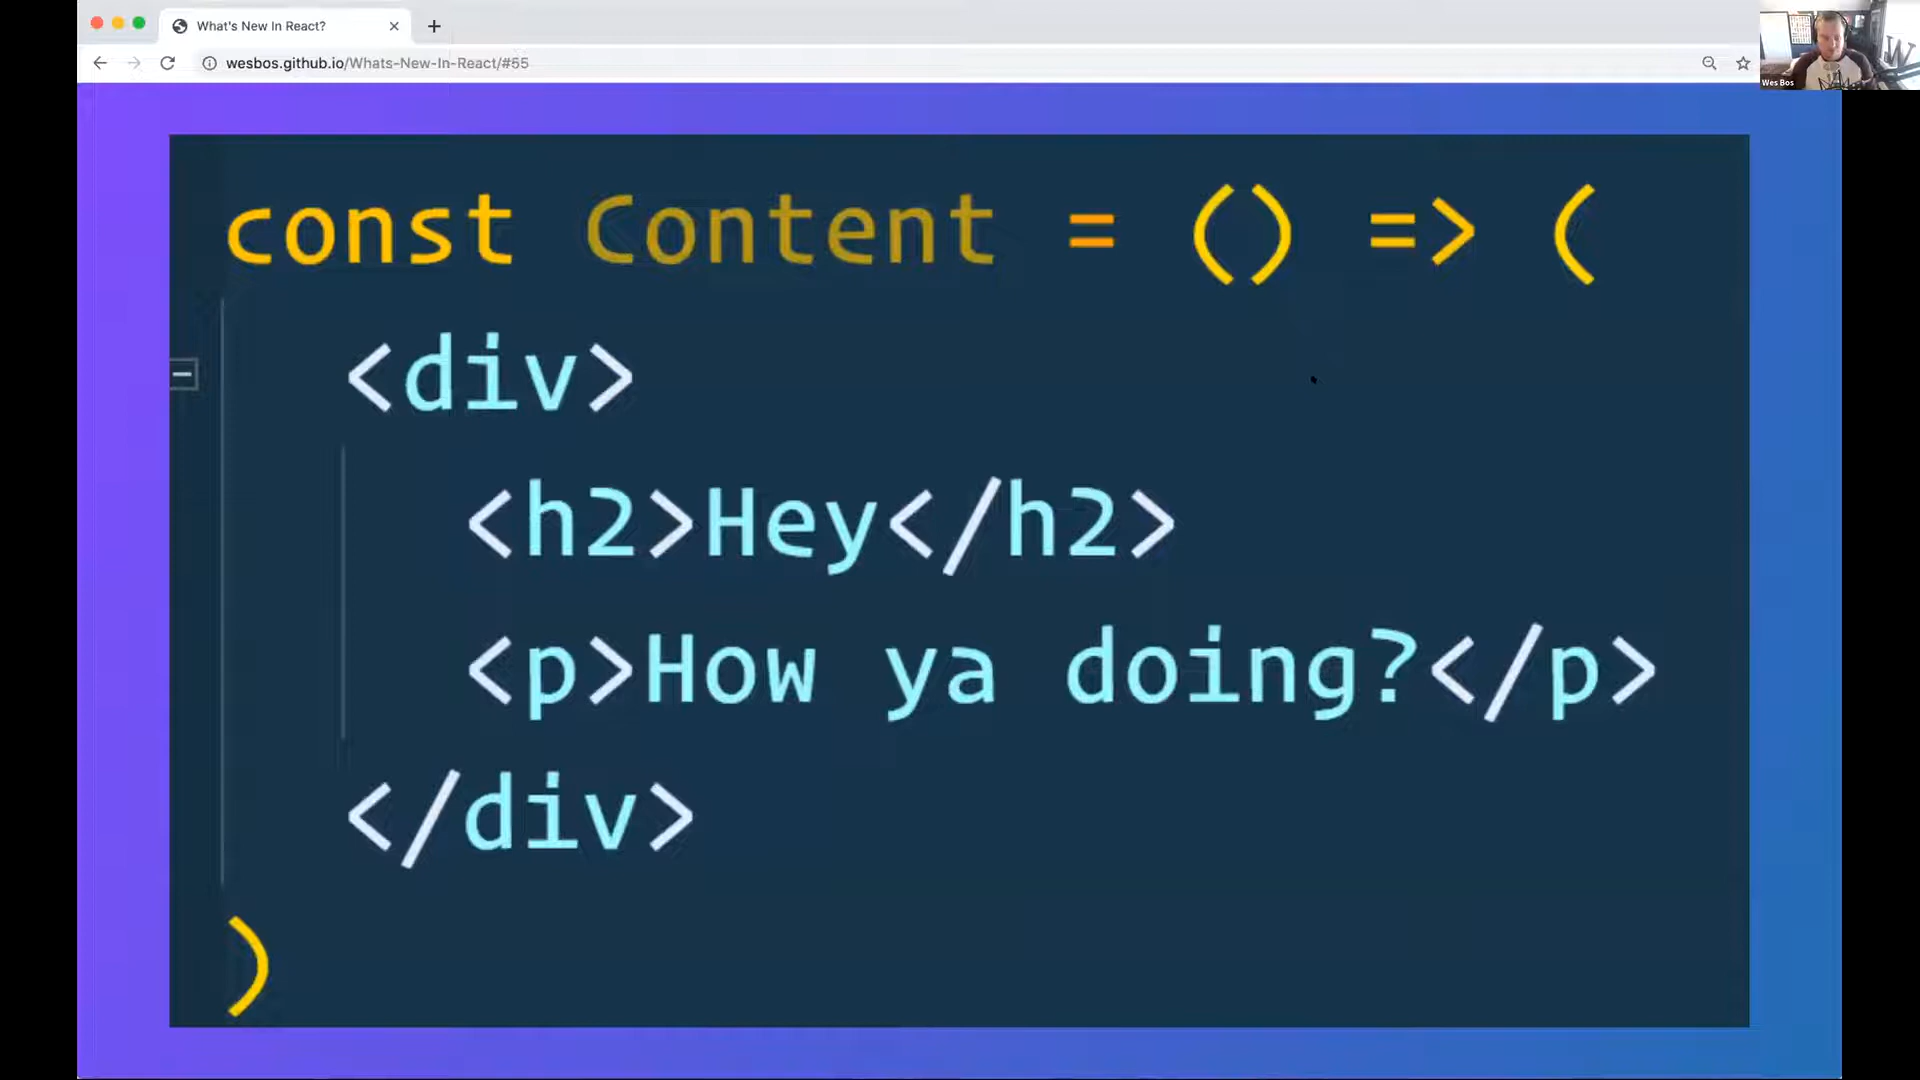 What's New In React?
wesbos.github.io/Whats-New-In-React/#55
Wes Bos
const Content = () => (
<div>
<h2>Hey</h2>
<p>How ya doing?</p>
</div>
)